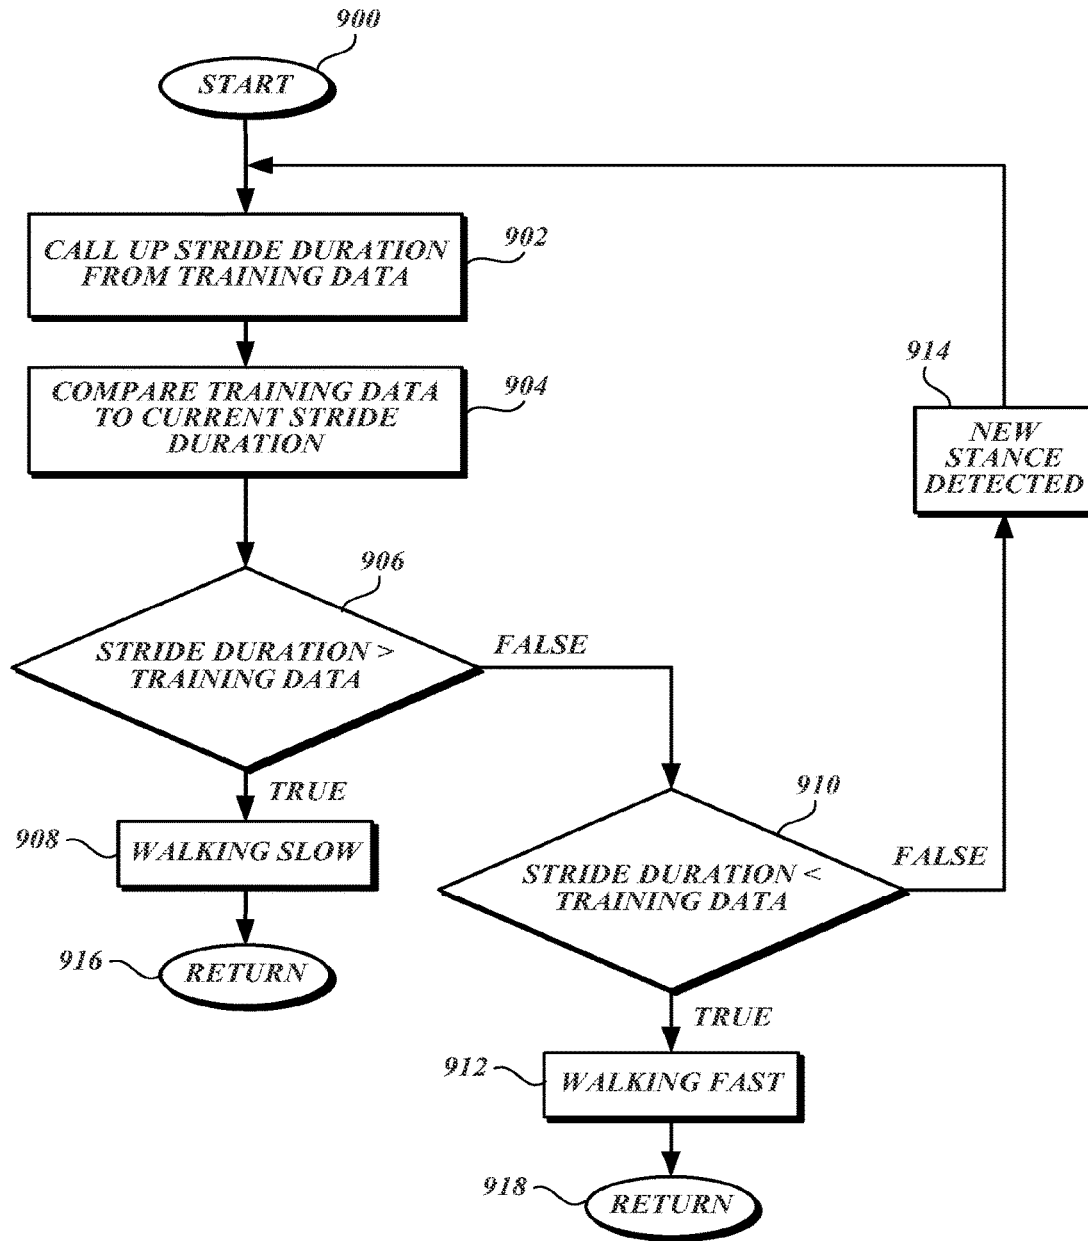 900
START
CALL UP STRIDE DURATION
FROM TRAINING DATA
902
COMPARE TRAINING DATA
TO CURRENT STRIDE
DURATION
904
914
NEW
STANCE
DETECTED
906
STRIDE DURATION >
TRAINING DATA
FALSE
TRUE
908
WALKING SLOW
916
RETURN
910
STRIDE DURATION <
TRAINING DATA
FALSE
TRUE
912
WALKING FAST
918
RETURN